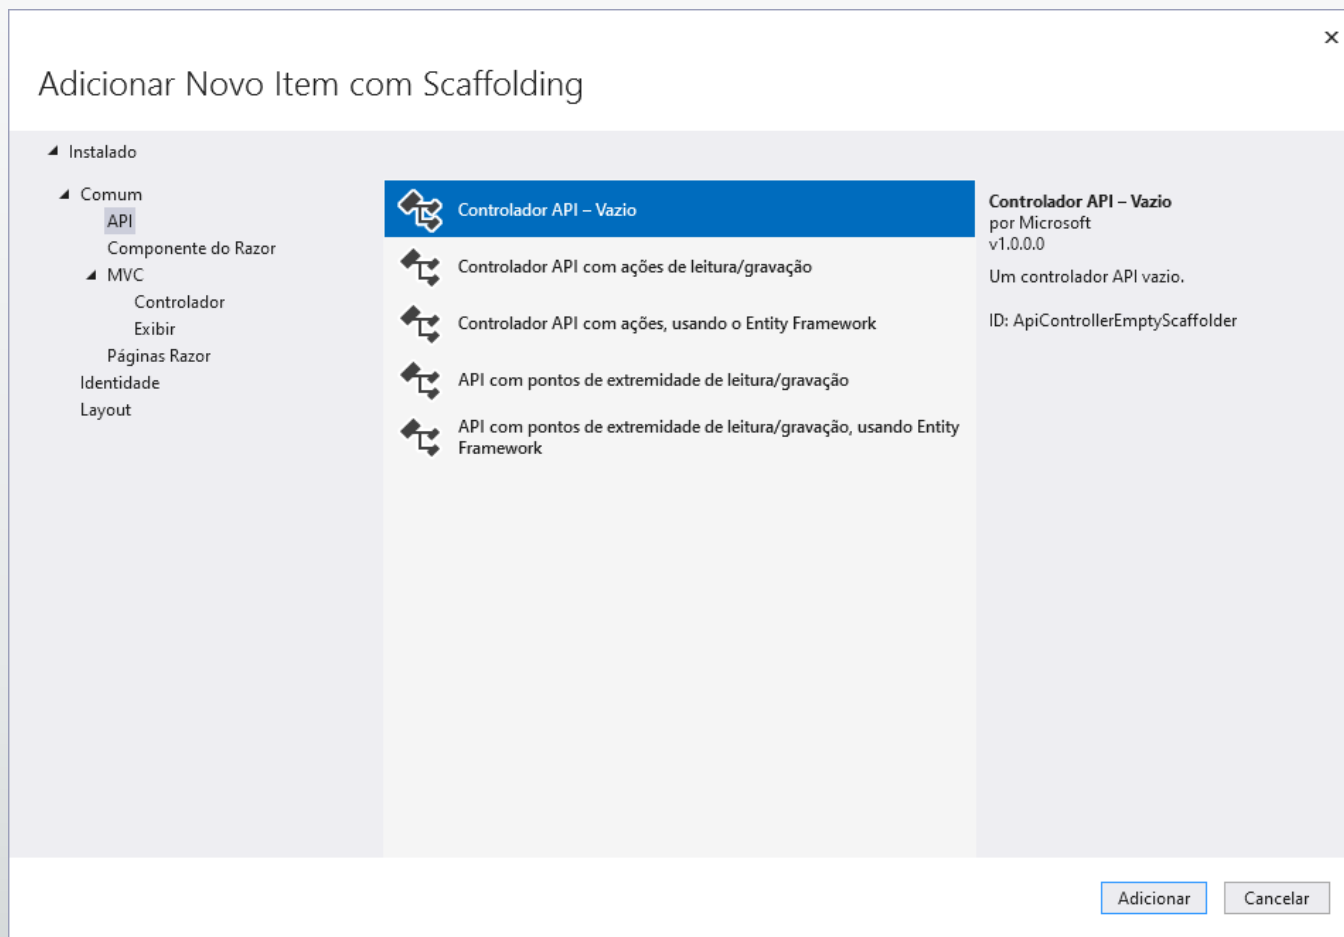 Adicionar Novo Item com Scaffolding
Instalado
Comum
API
Componente do Razor
MVC
Controlador
Exibir
Páginas Razor
Identidade
Layout
Controlador API – Vazio
Controlador API com ações de leitura/gravação
Controlador API com ações, usando o Entity Framework
API com pontos de extremidade de leitura/gravação
API com pontos de extremidade de leitura/gravação, usando Entity
Framework
Controlador API – Vazio
por Microsoft
v1.0.0.0
Um controlador API vazio.
ID: ApiControllerEmptyScaffolder
Adicionar
Cancelar